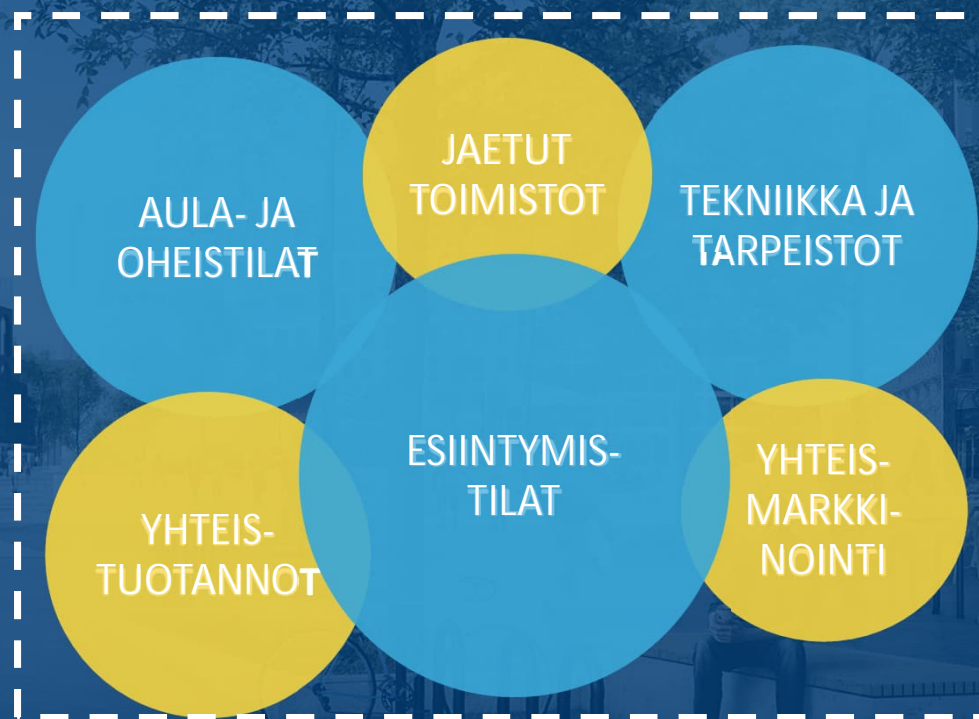 JAETUT
TOIMISTOT
AULA- JA
OHEISTILAT
TEKNIIKKA JA
TARPEISTOT
ESIINTYMIS-
TILAT
YHTEIS-
MARKKI-
NOINTI
YHTEIS-
TUOTANNOT